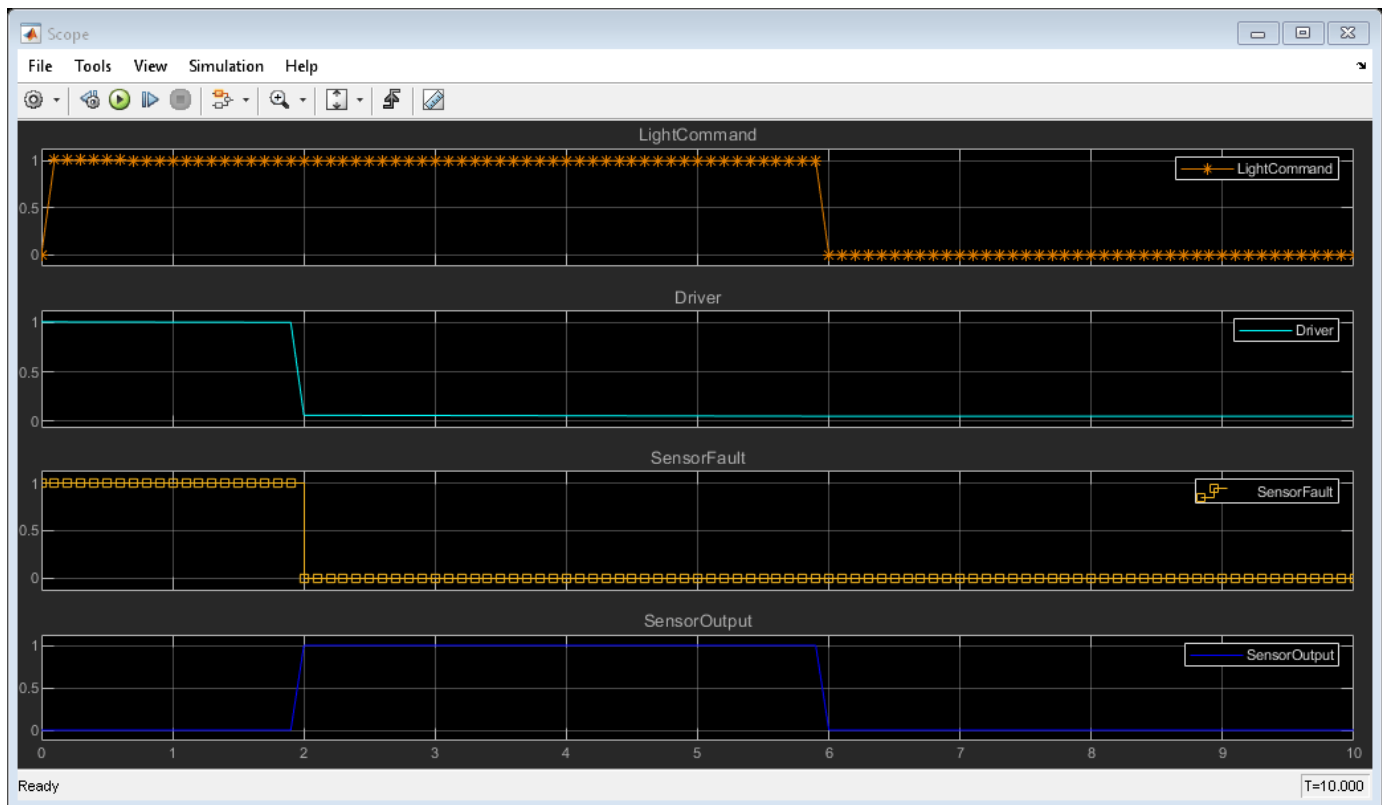 Scope
File Tools View Simulation Help
LightCommand
1
0.5
0
LightCommand
Driver
1
0.5
0
Driver
SensorFault
1
0.5
0
SensorFault
SensorOutput
1
0.5
0
SensorOutput
0 1 2 3 4 5 6 7 8 9 10
Ready T=10.000